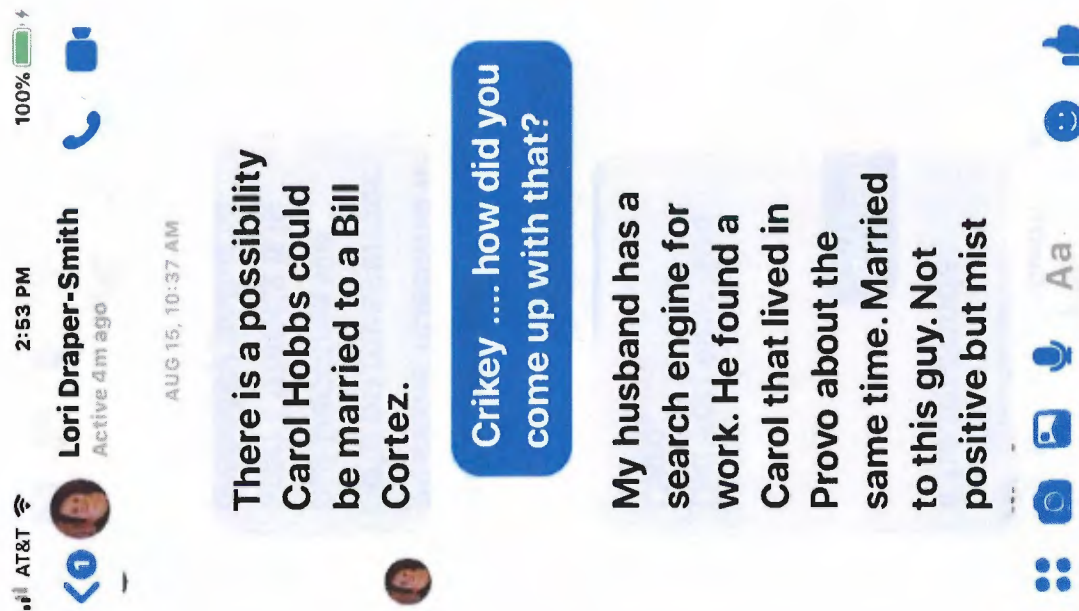 AT&T 2:53 PM 100%
1 Lori Draper-Smith
Active 4m ago
AUG 15, 10:37 AM
There is a possibility
Carol Hobbs could
be married to a Bill
Cortez.
Crikey .... how did you
come up with that?
My husband has a
search engine for
work. He found a
Carol that lived in
Provo about the
same time. Married
to this guy. Not
positive but mist
Aa